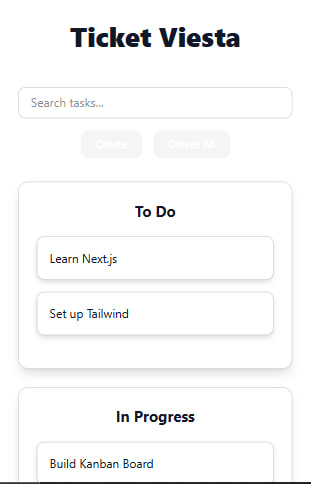 Ticket Viesta
Search tasks...
Create Delete All
To Do
Learn Next.js
Set up Tailwind
In Progress
Build Kanban Board